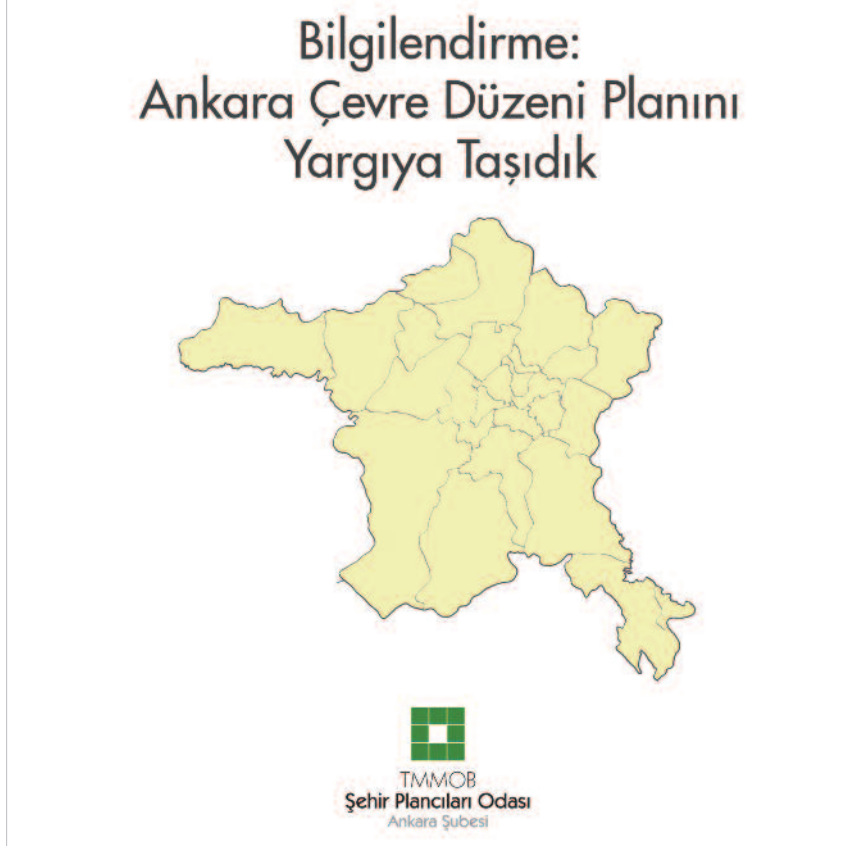 Bilgilendirme:
Ankara Çevre Düzeni Planını
Yargıya Taşıdık
TMMOB
Şehir Plancıları Odası
Ankara Şubesi